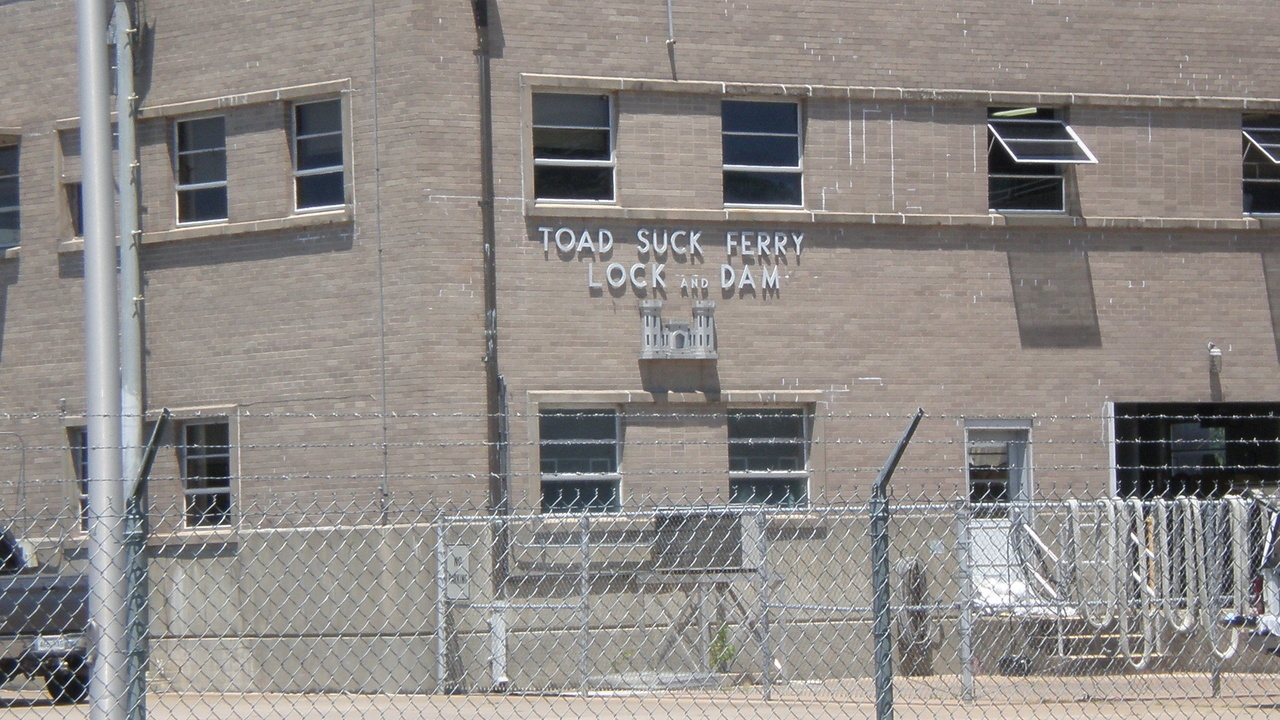 TOAD SUCK FERRY
LOCK AND DAM